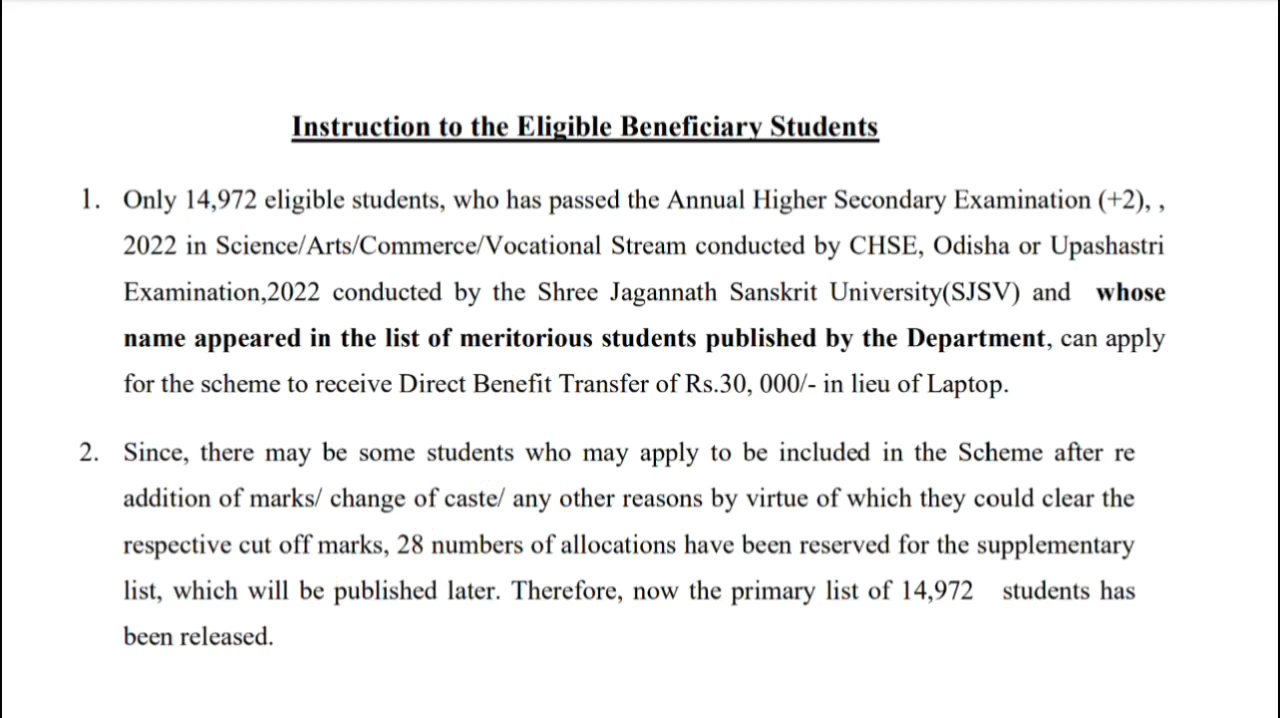 Instruction to the Eligible Beneficiary Students
1. Only 14,972 eligible students, who has passed the Annual Higher Secondary Examination (+2), ,
2022 in Science/Arts/Commerce/Vocational Stream conducted by CHSE, Odisha or Upashastri
Examination,2022 conducted by the Shree Jagannath Sanskrit University(SJSV) and whose
name appeared in the list of meritorious students published by the Department, can apply
for the scheme to receive Direct Benefit Transfer of Rs.30, 000/- in lieu of Laptop.
2. Since, there may be some students who may apply to be included in the Scheme after re
addition of marks/ change of caste/ any other reasons by virtue of which they could clear the
respective cut off marks, 28 numbers of allocations have been reserved for the supplementary
list, which will be published later. Therefore, now the primary list of 14,972 students has
been released.